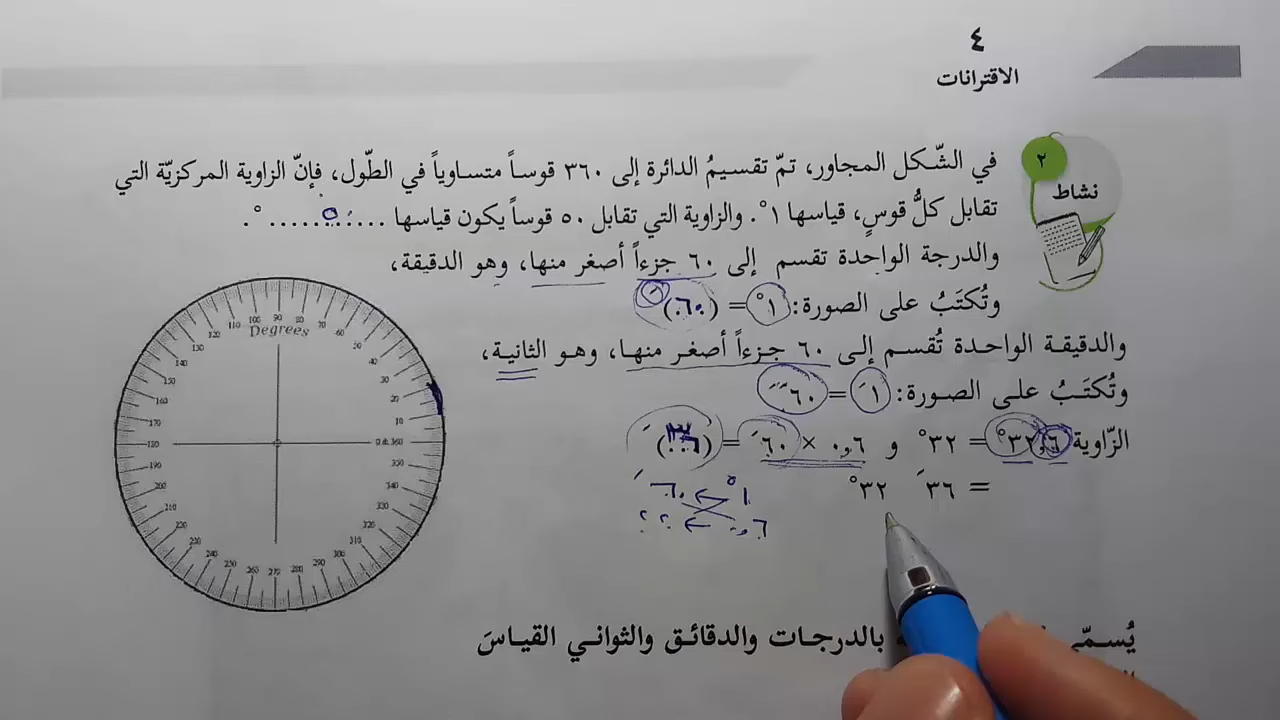 ٤
الاقترانات
٢
نشاط
في الشّكل المجاور، تمّ تقسيمُ الدائرة إلى ٣٦٠ قوساً متساوياً في الطّول، فإنّ الزاوية المركزيّة التي
تقابل كلُّ قوسٍ، قياسها ١°. والزاوية التي تقابل ٥٠ قوساً يكون قياسها ..........°.
والدرجة الواحدة تقسم إلى ٦٠ جزءاً أصغر منها، وهو الدقيقة،
وتُكتَبُ على الصورة: ١° = (٦٠)َ
والدقيقة الواحدة تُقسم إلى ٦٠ جزءاً أصغر منها، وهو الثانية،
وتُكتَبُ على الصورة: ١َ = ٦٠ً
الزّاوية ٣٢,٦° = ٣٢° و ٠,٦ × ٦٠َ = (٣٦)َ
= ٣٦َ ٣٢°
١° ← ٦٠َ
٠,٦ ← ؟؟
Degrees
يُسمّى بالدرجات والدقائق والثواني القياسَ